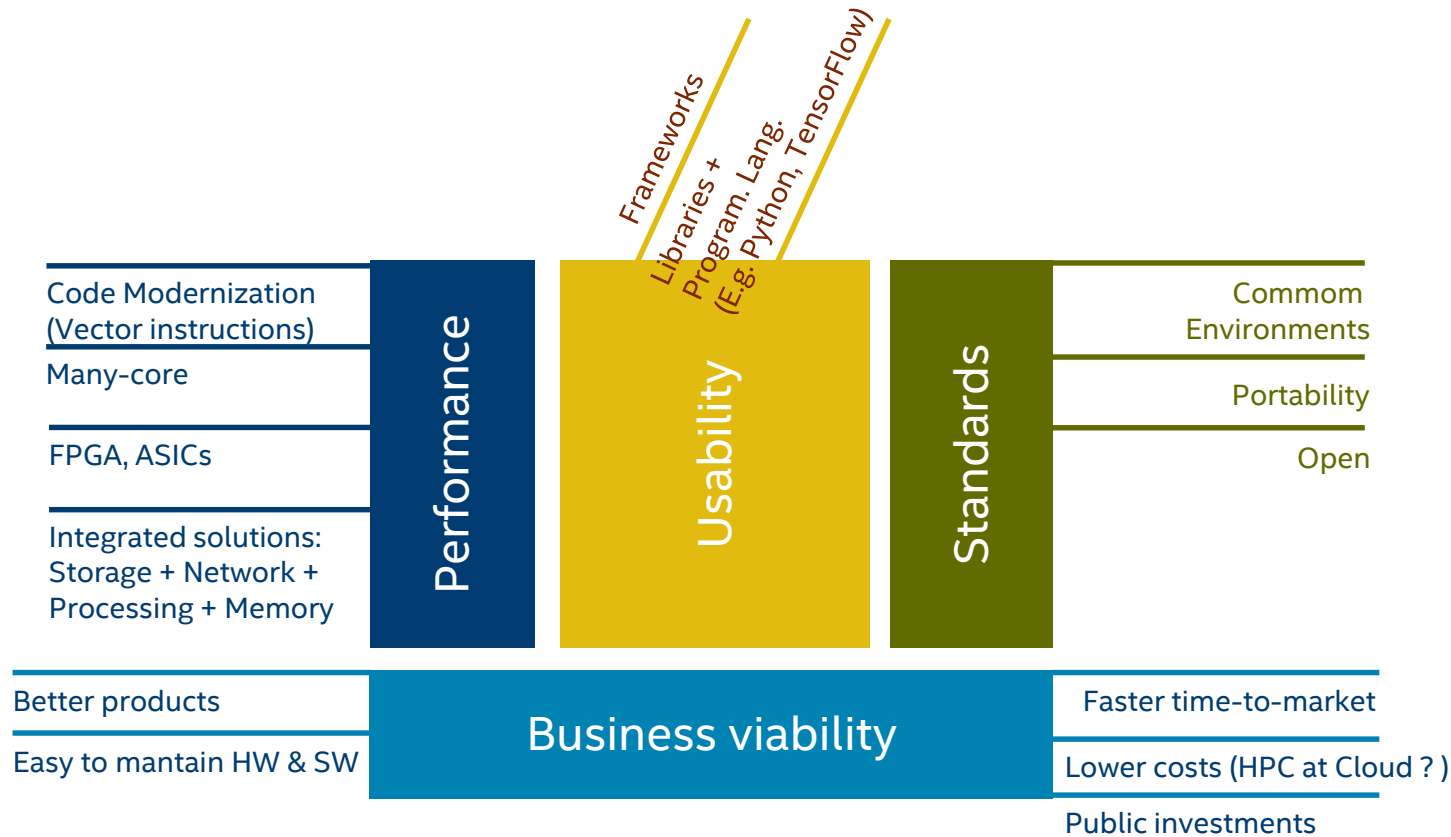 Frameworks
Libraries +
Program. Lang.
(E.g. Python, TensorFlow)
Code Modernization
(Vector instructions)
Many-core
FPGA, ASICs
Integrated solutions:
Storage + Network +
Processing + Memory
Performance
Usability
Standards
Commom
Environments
Portability
Open
Better products
Easy to mantain HW & SW
Business viability
Faster time-to-market
Lower costs (HPC at Cloud ? )
Public investments